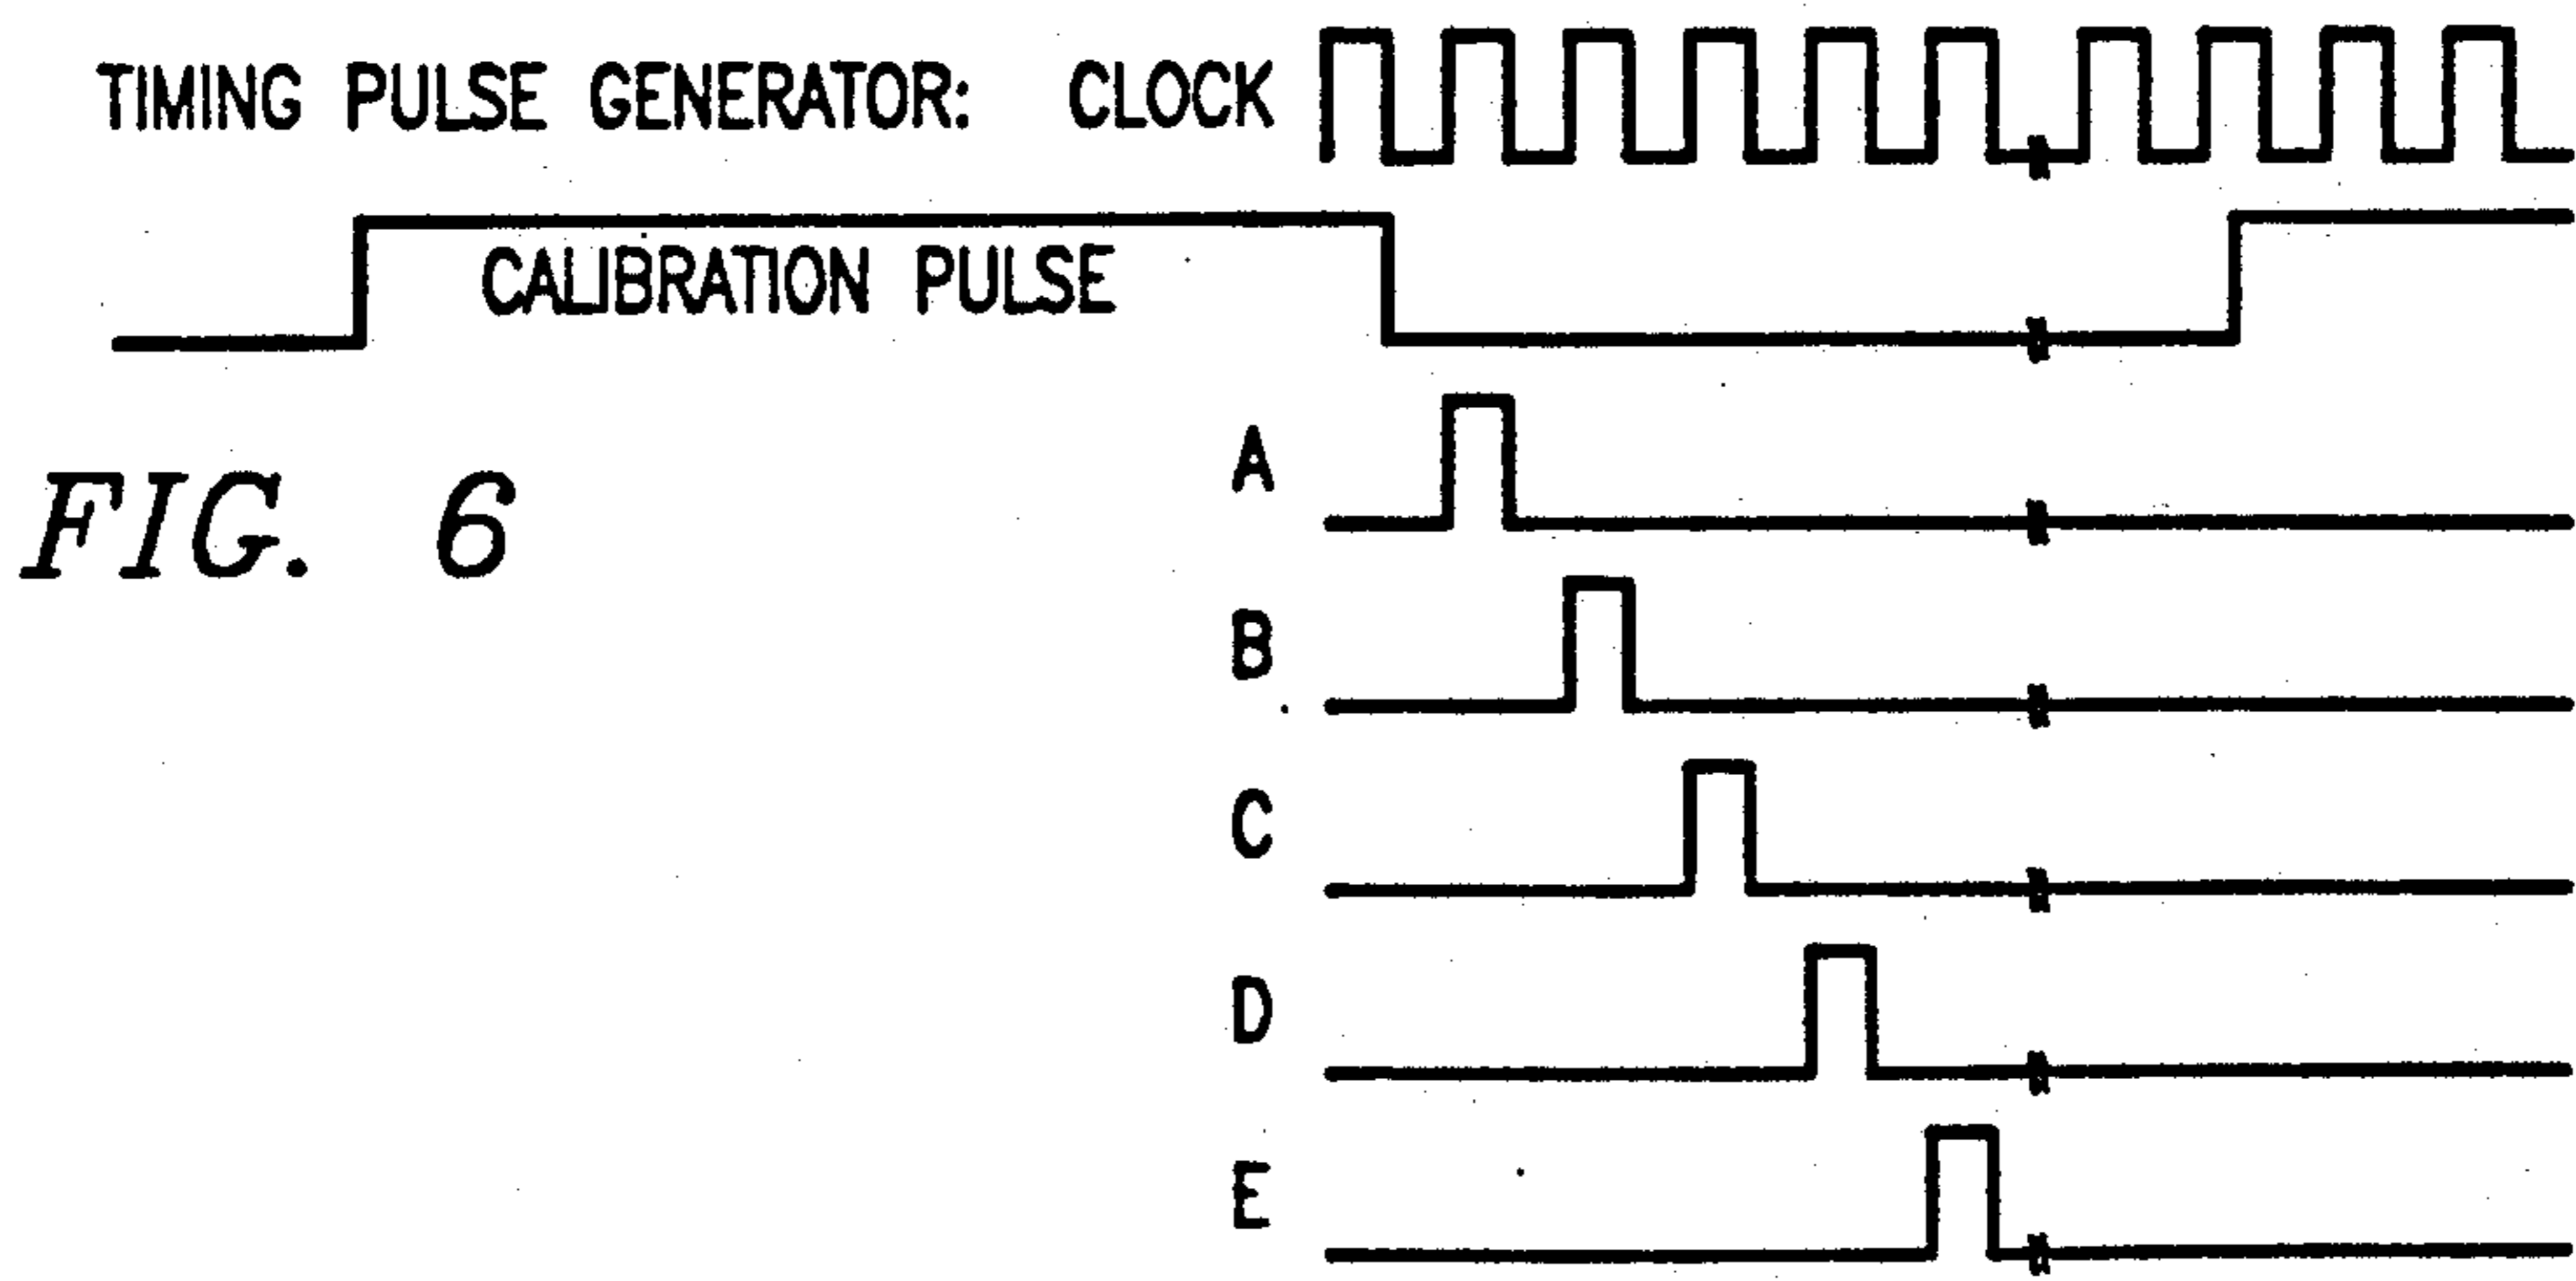 TIMING PULSE GENERATOR: CLOCK
CALIBRATION PULSE
A
FIG. 6
B
C
D
E